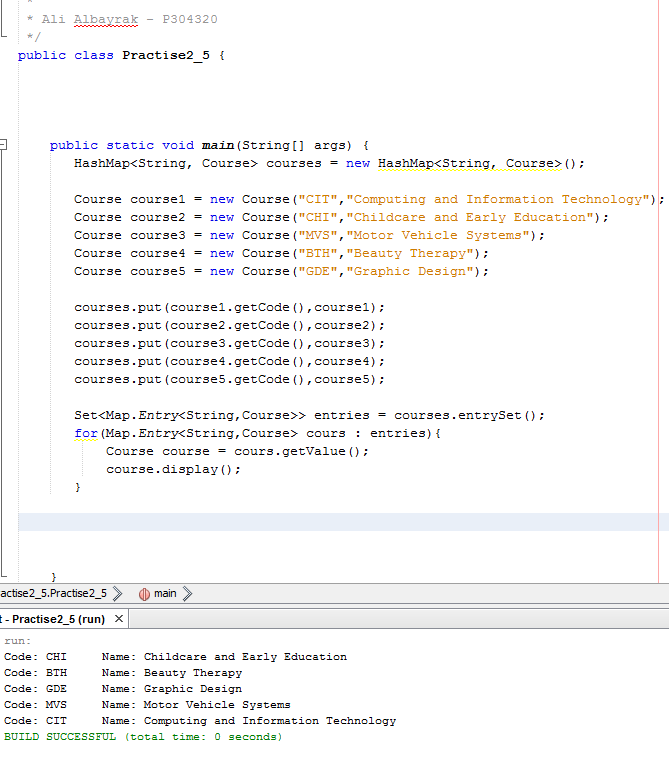 *
* Ali Albayrak - P304320
*/
public class Practise2_5 {
public static void main(String[] args) {
HashMap<String, Course> courses = new HashMap<String, Course>();
Course course1 = new Course("CIT","Computing and Information Technology");
Course course2 = new Course("CHI","Childcare and Early Education");
Course course3 = new Course("MVS","Motor Vehicle Systems");
Course course4 = new Course("BTH","Beauty Therapy");
Course course5 = new Course("GDE","Graphic Design");
courses.put(course1.getCode(),course1);
courses.put(course2.getCode(),course2);
courses.put(course3.getCode(),course3);
courses.put(course4.getCode(),course4);
courses.put(course5.getCode(),course5);
Set<Map.Entry<String,Course>> entries = courses.entrySet();
for(Map.Entry<String,Course> cours : entries){
Course course = cours.getValue();
course.display();
}
}
actise2_5.Practise2_5 main
t - Practise2_5 (run) ×
run:
Code: CHI Name: Childcare and Early Education
Code: BTH Name: Beauty Therapy
Code: GDE Name: Graphic Design
Code: MVS Name: Motor Vehicle Systems
Code: CIT Name: Computing and Information Technology
BUILD SUCCESSFUL (total time: 0 seconds)